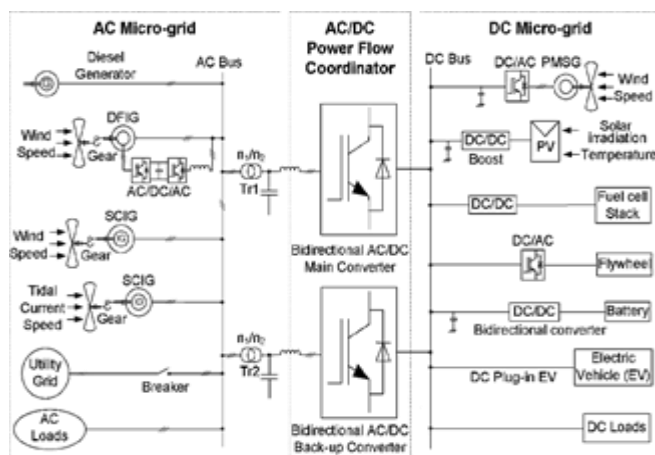 AC Micro-grid
Diesel
Generator
AC Bus
DFIG
Wind
Speed
Gear
AC/DC/AC
SCIG
Wind
Speed
Gear
SCIG
Tidal
Current
Speed
Gear
Utility
Grid
Breaker
AC
Loads
n₁/n₂
Tr1
n₁/n₂
Tr2
AC/DC
Power Flow
Coordinator
Bidirectional AC/DC
Main Converter
Bidirectional AC/DC
Back-up Converter
DC Micro-grid
DC Bus
DC/AC
PMSG
Wind
Speed
DC/DC
Boost
PV
Solar
Irradiation
Temperature
DC/DC
Fuel cell
Stack
DC/AC
Flywheel
DC/DC
Battery
Bidirectional converter
DC Plug-in EV
Electric
Vehicle (EV)
DC Loads